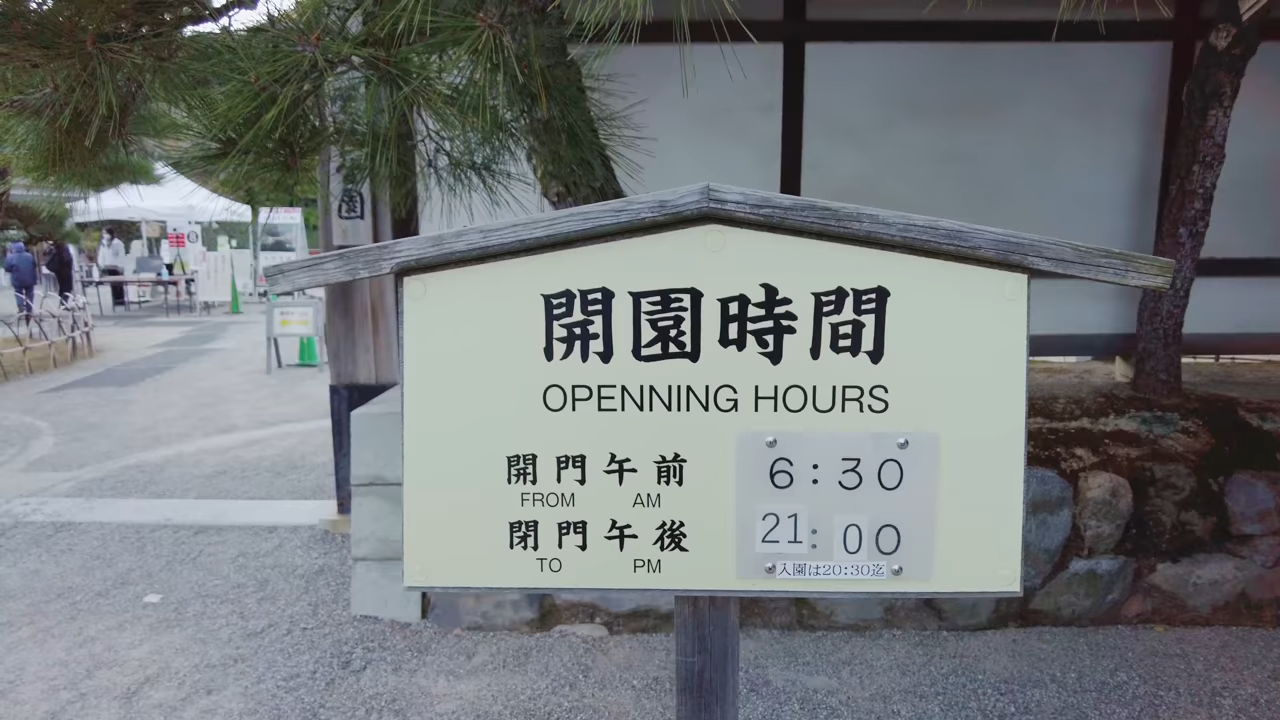 園
開園時間
OPENNING HOURS
開門午前 6:30
FROM AM
閉門午後 21:00
TO PM
入園は20:30迄